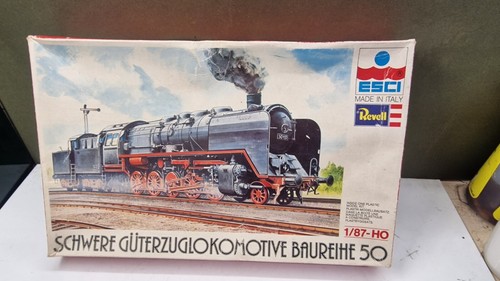 ESCI
MADE IN ITALY
Revell
SCHWERE GÜTERZUGLOKOMOTIVE BAUREIHE 50
1/87-HO